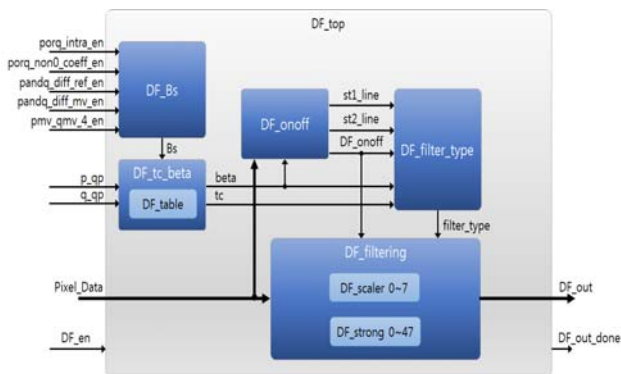 DF_top
porq_intra_en
porq_non0_coeff_en
pandq_diff_ref_en
pandq_diff_mv_en
pmv_qmv_4_en
DF_Bs
Bs
DF_onoff
st1_line
st2_line
DF_onoff
DF_filter_type
p_qp
q_qp
DF_tc_beta
DF_table
beta
tc
filter_type
DF_filtering
Pixel_Data
DF_scaler 0~7
DF_strong 0~47
DF_out
DF_en
DF_out_done